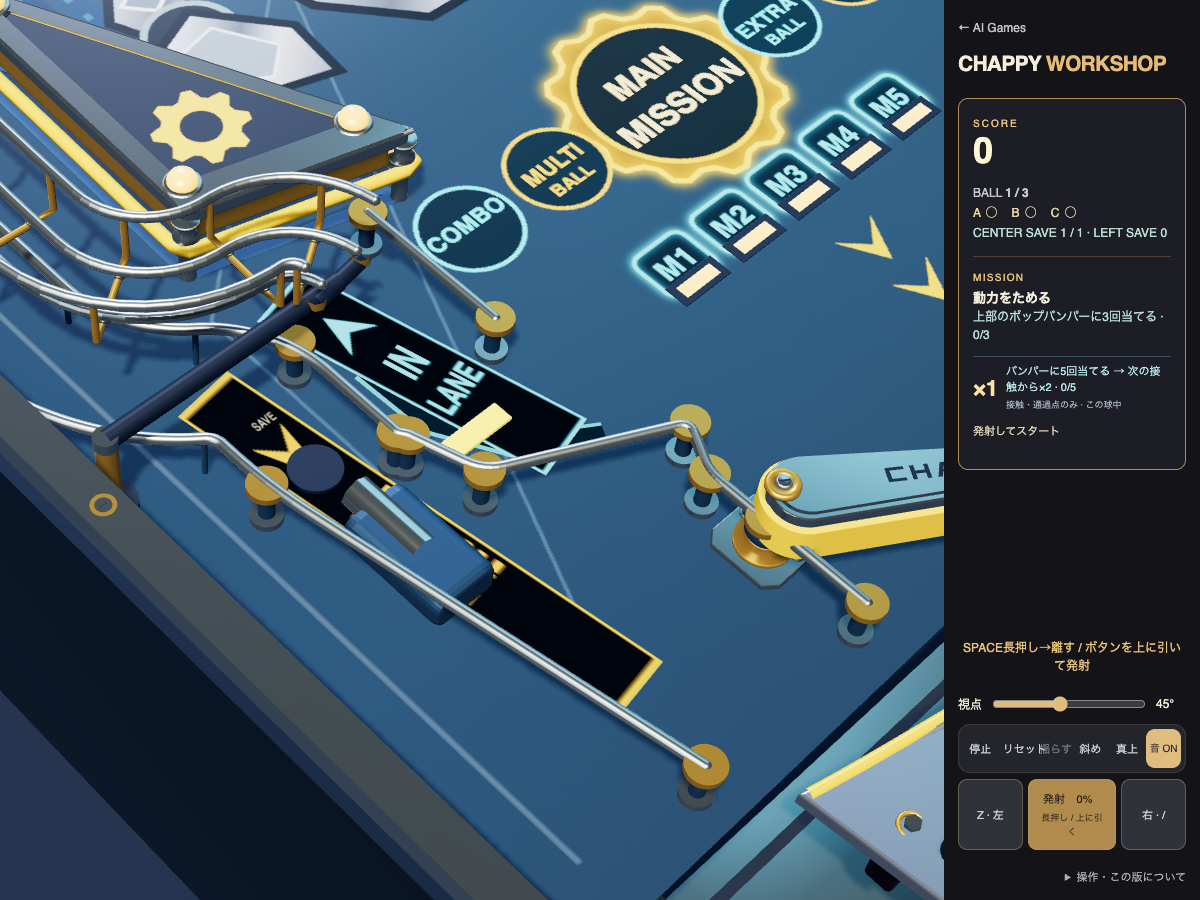 MAIN
MISSION
EXTRA
BALL
MULTI
BALL
COMBO
M1
M2
M3
M4
M5
IN
LANE
SAVE
← AI Games
CHAPPY WORKSHOP
SCORE
0
BALL 1 / 3
A B C
CENTER SAVE 1 / 1 · LEFT SAVE 0
MISSION
動力をためる
上部のポップバンパーに3回当てる ·
0/3
×1
バンパーに5回当てる → 次の接
触からx2 · 0/5
接触・通過点のみ · この球中
発射してスタート
SPACE長押し→離す / ボタンを上に引い
て発射
視点 45°
停止 リセット 揺らす 斜め 真上 音 ON
Z · 左
発射 0%
長押し / 上に引
く
右 · /
▶ 操作・この版について